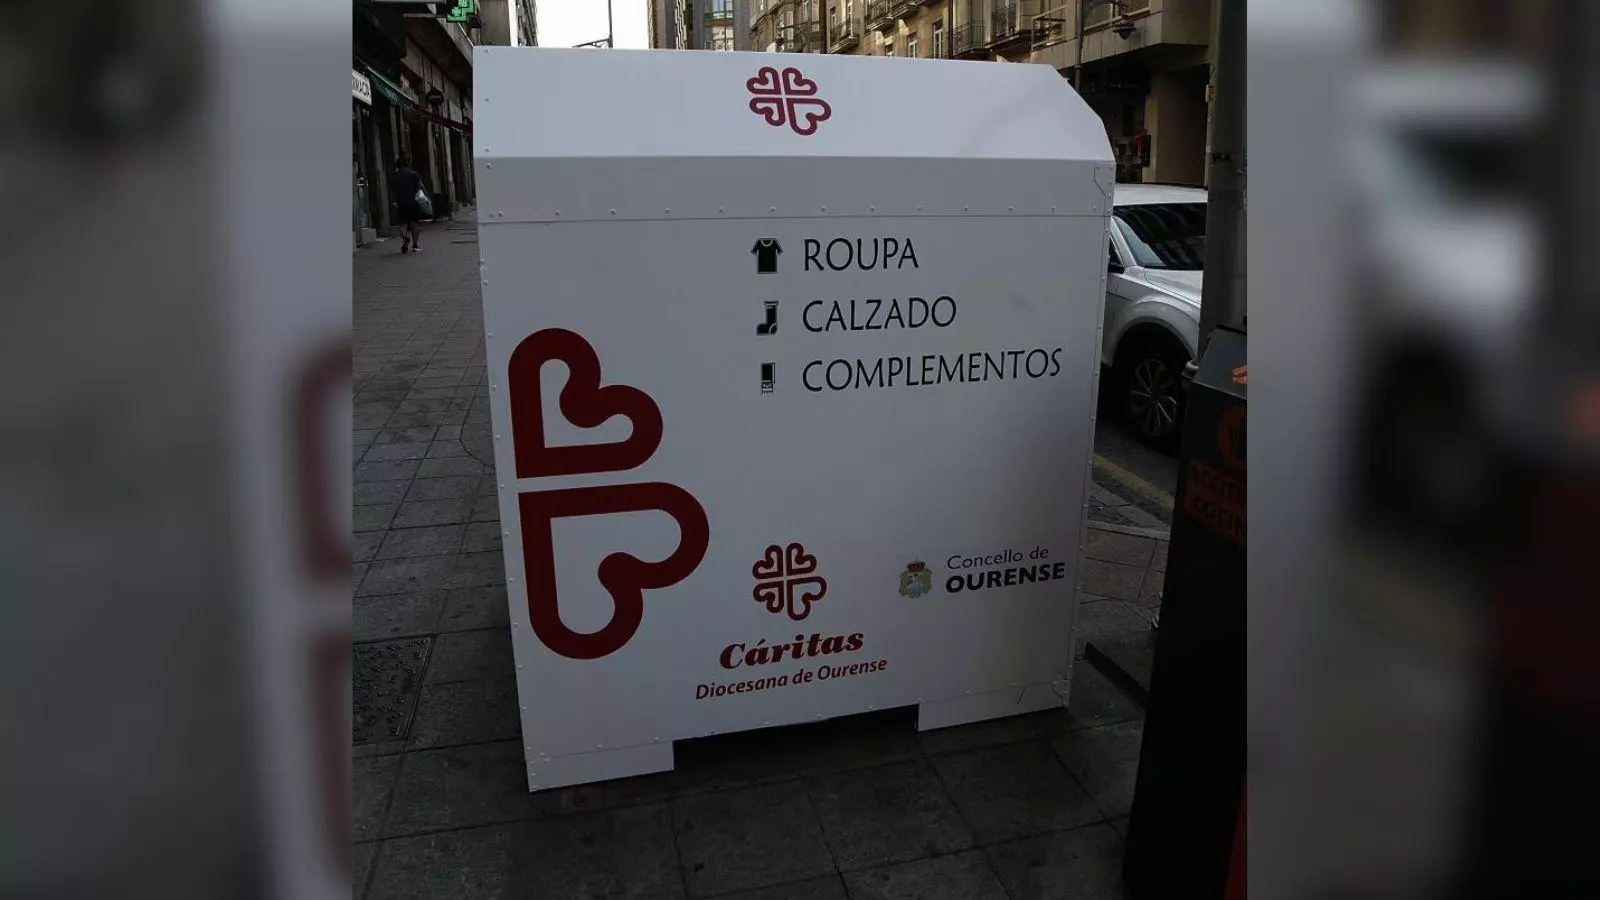 ROUPA
CALZADO
COMPLEMENTOS
Concello de
OURENSE
Cáritas
Diocesana de Ourense